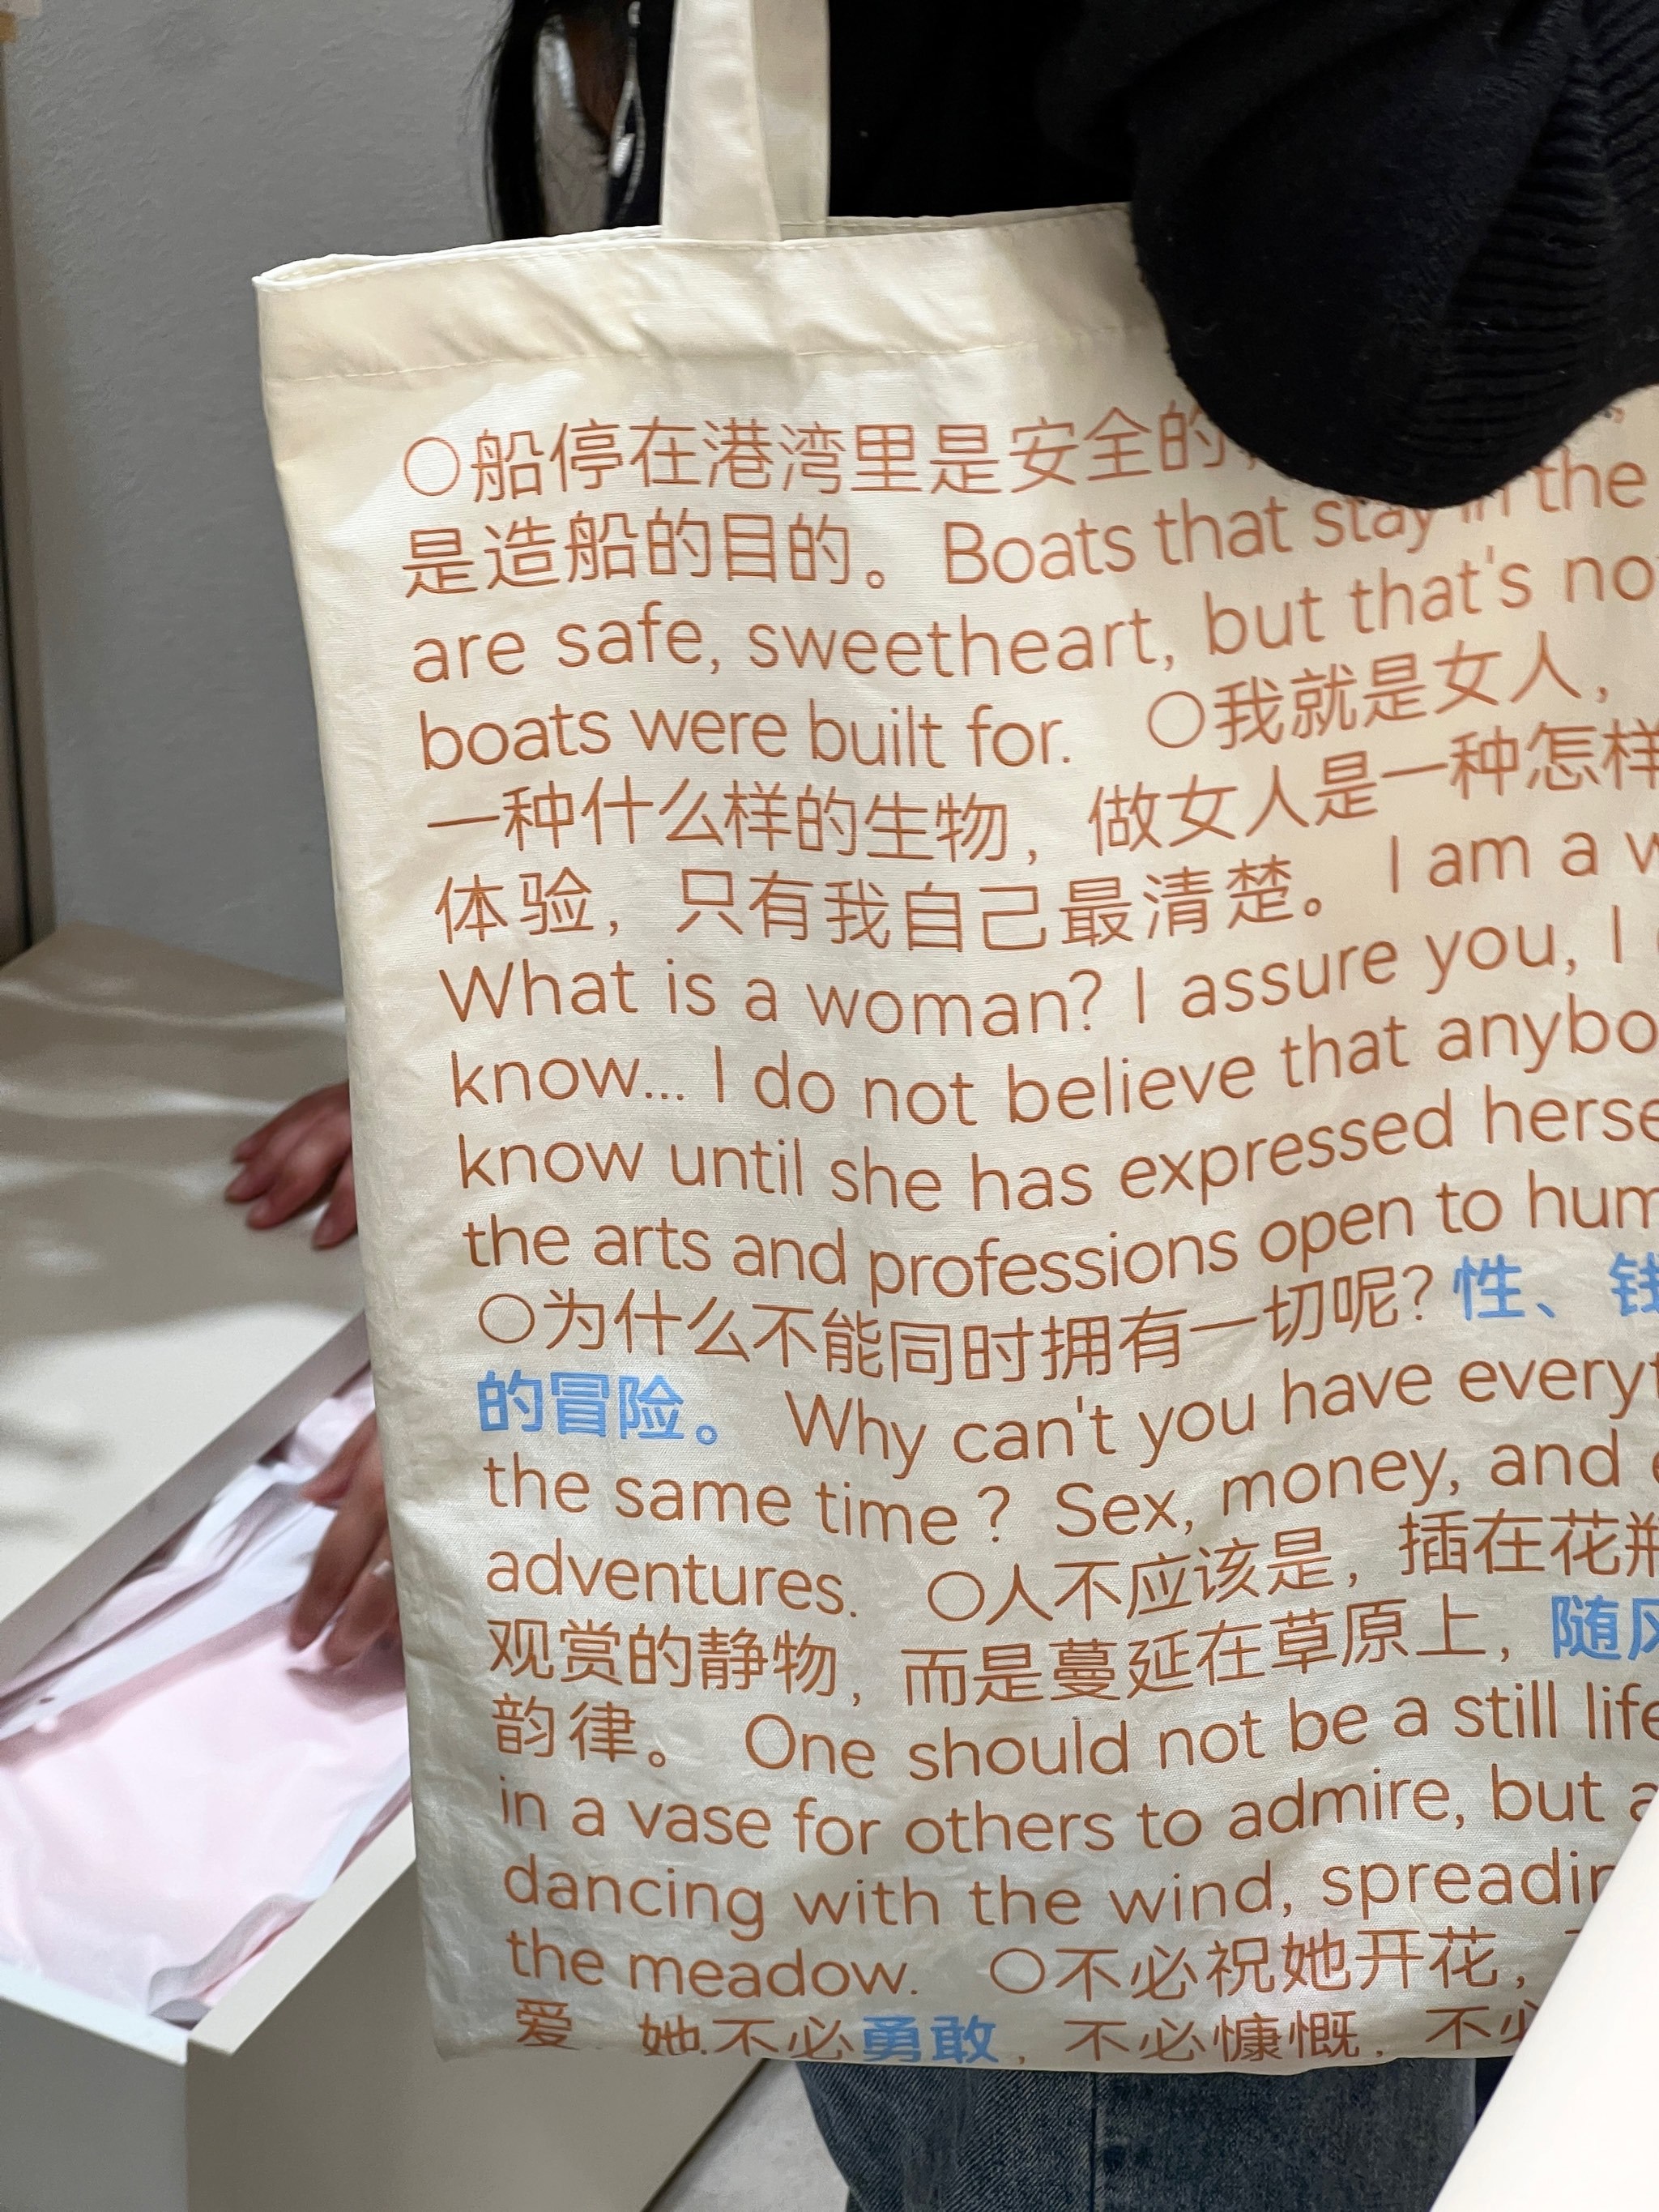 ○船停在港湾里是安全的，
是造船的目的。 Boats that stay in the
are safe, sweetheart, but that's
boats were built for. ○我就是女人，
一种什么样的生物，做女人是一种怎样
体验，只有我自己最清楚。 I am a
What is a woman? I assure you, I
know... I do not believe that
know until she has expressed
the arts and professions open to
○为什么不能同时拥有一切呢？性、钱
的冒险。 Why can't you have
the same time? Sex, money, and
adventures. ○人不应该是，插在花
观赏的静物，而是蔓延在草原上，随风
韵律。 One should not be a still life
in a vase for others to admire, but
dancing with the wind,
the meadow. ○不必祝她开花，
爱，她不必勇敢，不必慷慨，不必